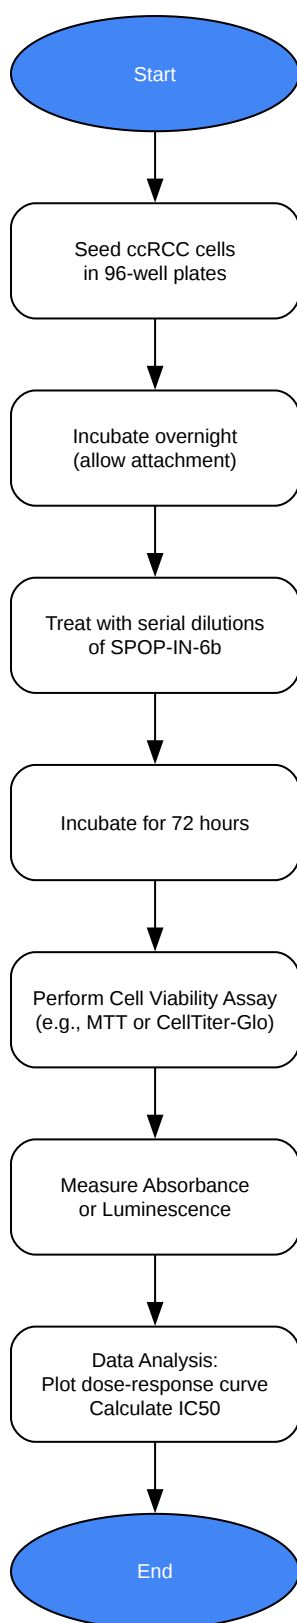 Start
Seed ccRCC cells
in 96-well plates
Incubate overnight
(allow attachment)
Treat with serial dilutions
of SPOP-IN-6b
Incubate for 72 hours
Perform Cell Viability Assay
(e.g., MTT or CellTiter-Glo)
Measure Absorbance
or Luminescence
Data Analysis:
Plot dose-response curve
Calculate IC50
End